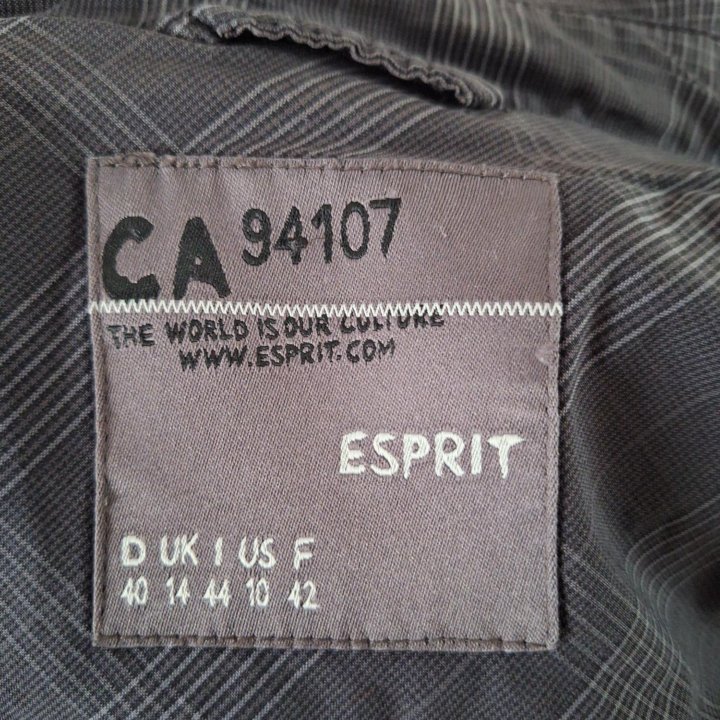 CA 94107
THE WORLD IS OUR CULTURE
WWW.ESPRIT.COM
ESPRIT
D UK I US F
40 14 44 10 42